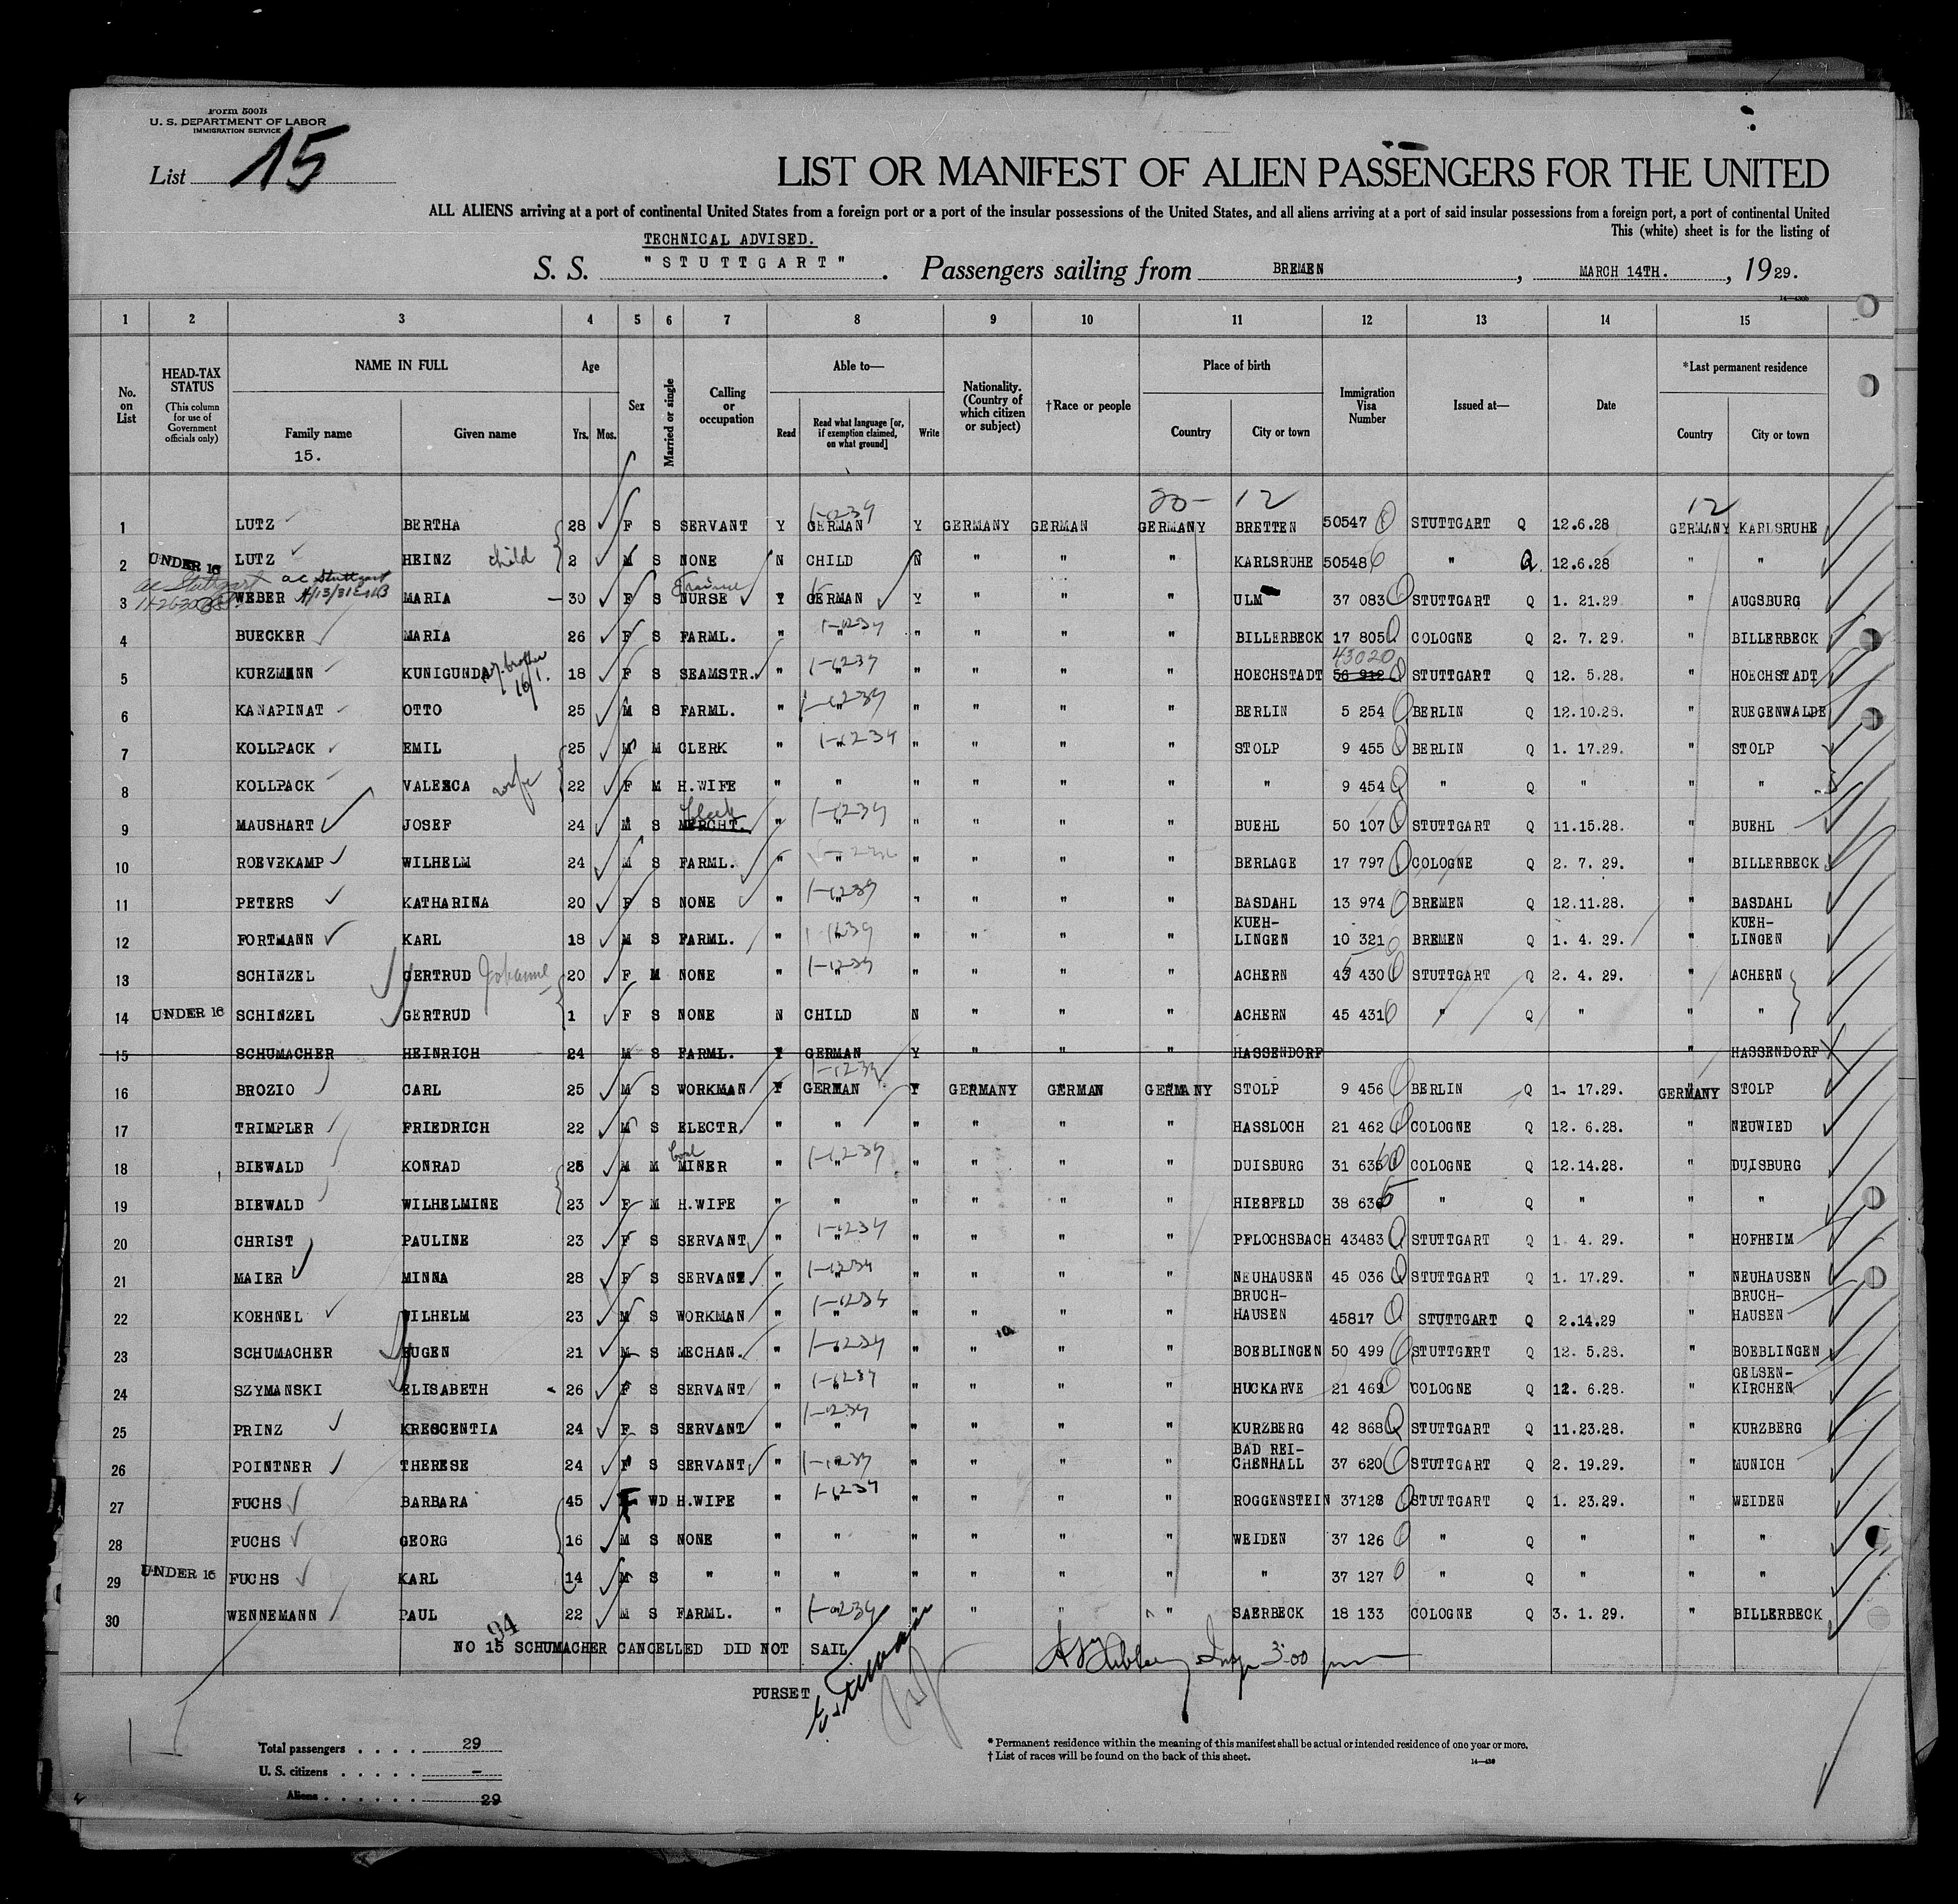 Form 500B
U. S. DEPARTMENT OF LABOR
IMMIGRATION SERVICE
List 15
LIST OR MANIFEST OF ALIEN PASSENGERS FOR THE UNITED
ALL ALIENS arriving at a port of continental United States from a foreign port or a port of the insular possessions of the United States, and all aliens arriving at a port of said insular possessions from a foreign port, a port of continental United
This (white) sheet is for the listing of
TECHNICAL ADVISED.
S. S. "STUTTGART". Passengers sailing from BREMEN, MARCH 14TH., 1929.
1 2 3 4 5 6 7 8 9 10 11 12 13 14 15
No. on List
HEAD-TAX STATUS (This column for use of Government officials only)
NAME IN FULL
Family name
Given name
15.
Age
Yrs. Mos.
Sex
Married or single
Calling or occupation
Able to—
Read
Read what language [or, if exemption claimed, on what ground]
Write
Nationality. (Country of which citizen or subject)
†Race or people
Place of birth
Country
City or town
Immigration Visa Number
Issued at—
Date
*Last permanent residence
Country
City or town
20- 12 12
1 LUTZ BERTHA 28 F S SERVANT Y GERMAN Y GERMANY GERMAN GERMANY BRETTEN 50547 STUTTGART Q 12.6.28 GERMANY KARLSRUHE
2 UNDER 16 LUTZ HEINZ child 2 M S NONE N CHILD N " " " KARLSRUHE 50548 " Q. 12.6.28 " "
ac Stuttgart
3 WEBER MARIA 30 F S NURSE Y GERMAN Y " " " ULM 37 083 STUTTGART Q 1. 21.29 " AUGSBURG
4 BUECKER MARIA 26 F S FARML. " " " " " " BILLERBECK 17 805 COLOGNE Q 2. 7. 29. " BILLERBECK
43020
5 KURZMANN KUNIGUNDA 18 F S SEAMSTR. " " " " " " HOECHSTADT 56 912 STUTTGART Q 12. 5.28. " HOECHSTADT
6 KANAPINAT OTTO 25 M S FARML. " " " " " " BERLIN 5 254 BERLIN Q 12.10.28. " RUEGENWALDE
7 KOLLPACK EMIL 25 M M CLERK " " " " " " STOLP 9 455 BERLIN Q 1. 17.29. " STOLP
8 KOLLPACK VALESCA wife 22 F M H.WIFE " " " " " " " 9 454 " Q " " "
9 MAUSHART JOSEF 24 M S MERCHT. " " " " " " BUEHL 50 107 STUTTGART Q 11.15.28. " BUEHL
10 ROEVEKAMP WILHELM 24 M S FARML. " " " " " " BERLAGE 17 797 COLOGNE Q 2. 7. 29. " BILLERBECK
11 PETERS KATHARINA 20 F S NONE " " " " " " BASDAHL 13 974 BREMEN Q 12.11.28. " BASDAHL
12 FORTMANN KARL 18 M S FARML. " " " " " " KUEH-LINGEN 10 321 BREMEN Q 1. 4. 29. " KUEH-LINGEN
13 SCHINZEL GERTRUD Johanne 20 F M NONE " " " " " " ACHERN 45 430 STUTTGART Q 2. 4. 29. " ACHERN
14 UNDER 16 SCHINZEL GERTRUD 1 F S NONE N CHILD N " " " ACHERN 45 431 " Q " " "
15 SCHUMACHER HEINRICH 24 M S FARML. Y GERMAN Y " " " HASSENDORF " HASSENDORF
16 BROZIO CARL 25 M S WORKMAN Y GERMAN Y GERMANY GERMAN GERMANY STOLP 9 456 BERLIN Q 1- 17.29. GERMANY STOLP
17 TRIMPLER FRIEDRICH 22 M S ELECTR. " " " " " " HASSLOCH 21 462 COLOGNE Q 12. 6.28. " NEUWIED
18 BIEWALD KONRAD 28 M M coal MINER " " " " " " DUISBURG 31 635 COLOGNE Q 12.14.28. " DUISBURG
19 BIEWALD WILHELMINE 23 F M H.WIFE " " " " " " HIESFELD 38 636 " Q " " "
20 CHRIST PAULINE 23 F S SERVANT " " " " " " PFLOCHSBACH 43483 STUTTGART Q 1 4. 29. " HOFHEIM
21 MAIER MINNA 28 F S SERVANT " " " " " " NEUHAUSEN 45 036 STUTTGART Q 1. 17.29. " NEUHAUSEN
22 KOEHNEL WILHELM 23 M S WORKMAN " " " " " " BRUCH-HAUSEN 45817 STUTTGART Q 2.14.29 " BRUCH-HAUSEN
23 SCHUMACHER EUGEN 21 M S MECHAN. " " " " " " BOEBLINGEN 50 499 STUTTGART Q 12. 5.28. " BOEBLINGEN
24 SZYMANSKI ELISABETH 26 F S SERVANT " " " " " " HUCKARVE 21 469 COLOGNE Q 12. 6.28. " GELSEN-KIRCHEN
25 PRINZ KRESCENTIA 24 F S SERVANT " " " " " " KURZBERG 42 868 STUTTGART Q 11.23.28. " KURZBERG
26 POINTNER THERESE 24 F S SERVANT " " " " " " BAD REI-CHENHALL 37 620 STUTTGART Q 2. 19.29. " MUNICH
27 FUCHS BARBARA 45 F WD H.WIFE " " " " " " ROGGENSTEIN 37128 STUTTGART Q 1. 23.29. " WEIDEN
28 FUCHS GEORG 16 M S NONE " " " " " " WEIDEN 37 126 " Q " " "
29 UNDER 16 FUCHS KARL 14 M S " " " " " " " " 37 127 " Q " " "
30 WENNEMANN PAUL 22 M S FARML. " " " " " " SAERBECK 18 133 COLOGNE Q 3. 1. 29. " BILLERBECK
94
NO 15 SCHUMACHER CANCELLED DID NOT SAIL
3:00 pm
PURSET
Total passengers . . . . 29
U. S. citizens . . . . . -
Aliens . . . . . . 29
* Permanent residence within the meaning of this manifest shall be actual or intended residence of one year or more.
† List of races will be found on the back of this sheet.